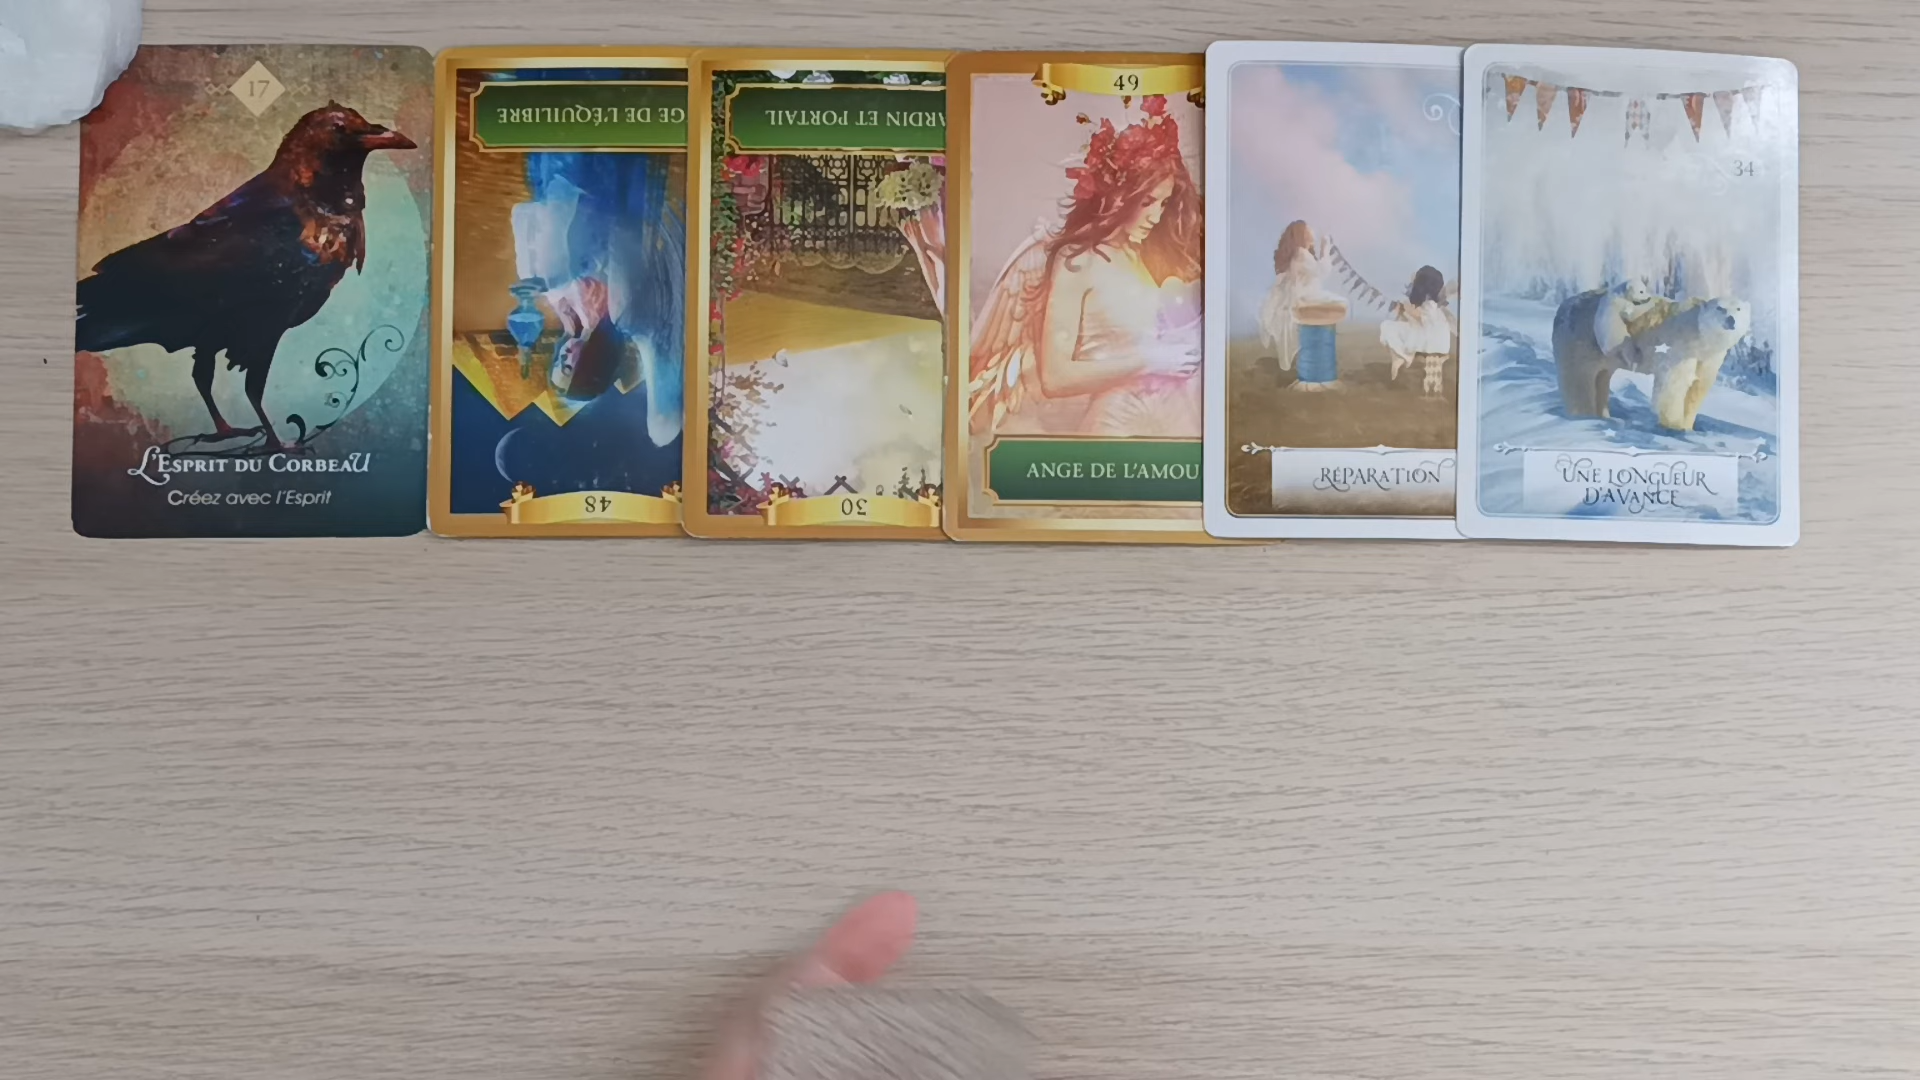 17
L'Esprit du Corbeau
Créez avec l'Esprit
GE DE L'ÉQUILIBRE
48
ARDIN ET PORTAIL
30
49
ANGE DE L'AMOU
RÉPARATION
34
UNE LONGUEUR
D'AVANCE